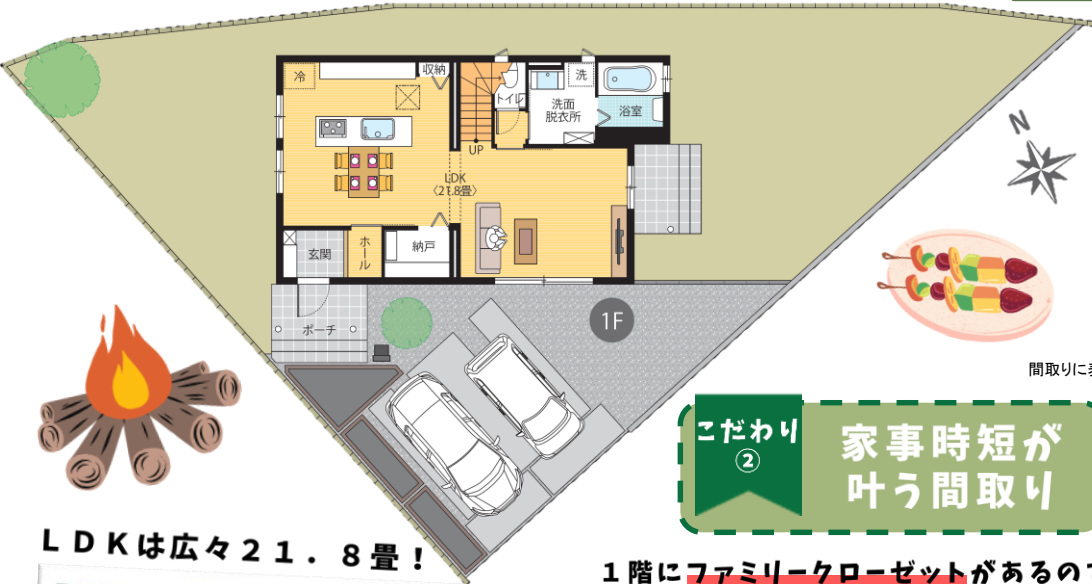 冷
収納
トイレ
洗
洗面
脱衣所
浴室
UP
LDK
〈21.8畳〉
玄関
ホール
納戸
ポーチ
1F
N
間取りに
こだわり
②
家事時短が
叶う間取り
LDKは広々21.8畳!
1階にファミリークローゼットがあるの